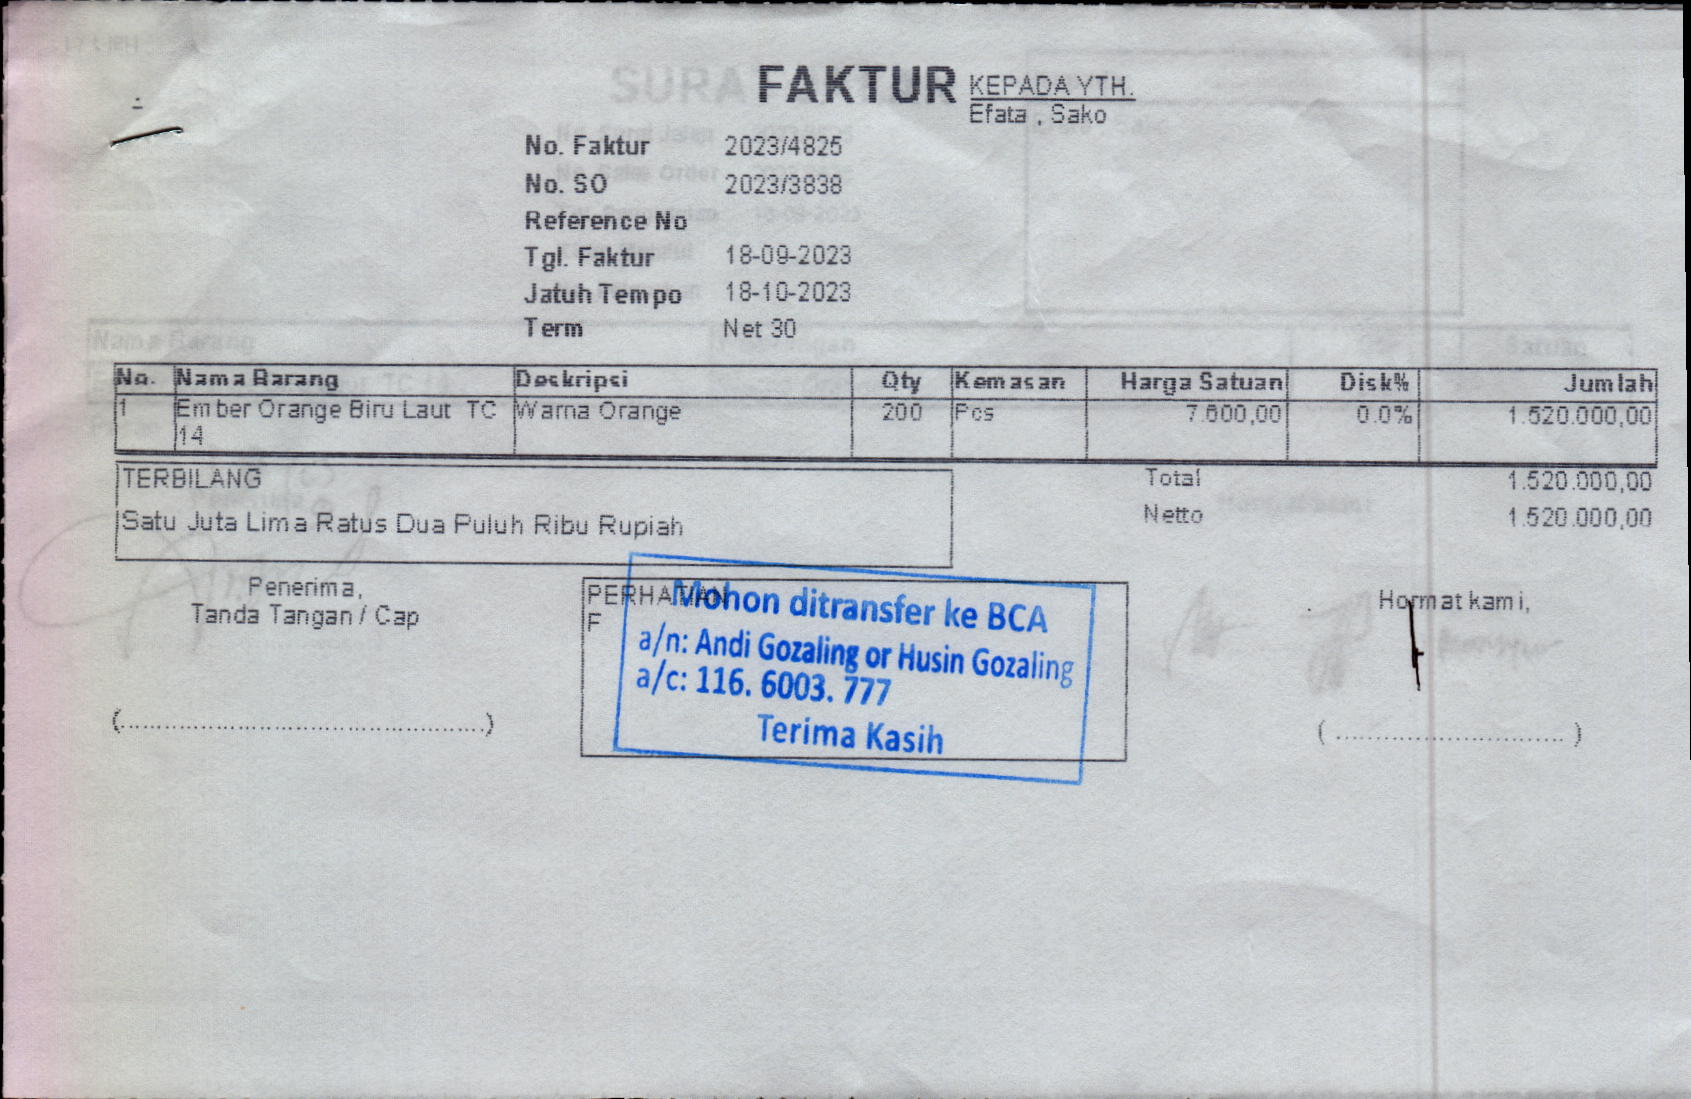 FAKTUR
KEPADA YTH.
Efata , Sako
No. Faktur 2023/4825
No. SO 2023/3838
Reference No
Tgl. Faktur 18-09-2023
Jatuh Tempo 18-10-2023
Term Net 30
No. Nama Barang Deskripsi Qty Kemasan Harga Satuan Disk% Jumlah
1 Ember Orange Biru Laut TC Warna Orange 200 Pcs 7.600,00 0.0% 1.520.000,00
14
TERBILANG
Satu Juta Lima Ratus Dua Puluh Ribu Rupiah
Total 1.520.000,00
Netto 1.520.000,00
Penerima,
Tanda Tangan / Cap
(...............................................)
PERHATIAN
F
Mohon ditransfer ke BCA
a/n: Andi Gozaling or Husin Gozaling
a/c: 116. 6003. 777
Terima Kasih
Hormat kami,
( ............................. )